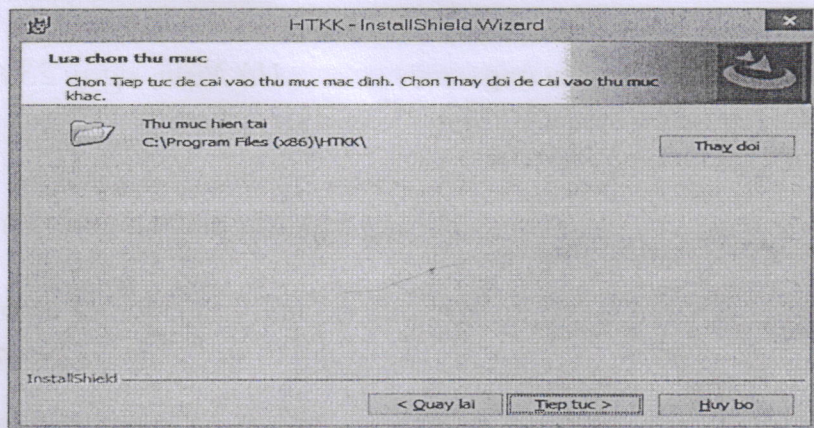 HTKK - InstallShield Wizard
Lua chon thu muc
Chon Tiep tuc de cai vao thu muc mac dinh. Chon Thay doi de cai vao thu muc
khac.
Thu muc hien tai
C:\Program Files (x86)\HTKK\
Thay doi
InstallShield
< Quay lai
Tiep tuc >
Huy bo